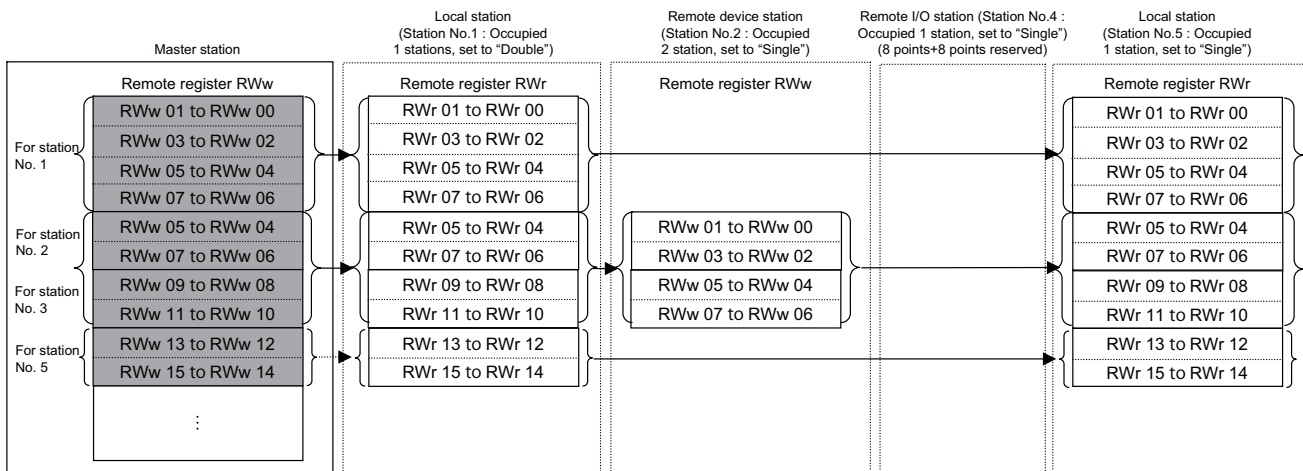 Master station
Local station
(Station No.1 : Occupied
1 stations, set to “Double”)
Remote device station
(Station No.2 : Occupied
2 station, set to “Single”)
Remote I/O station (Station No.4 :
Occupied 1 station, set to “Single”)
(8 points+8 points reserved)
Local station
(Station No.5 : Occupied
1 station, set to “Single”)
Remote register RWw
RWw 01 to RWw 00
RWw 03 to RWw 02
RWw 05 to RWw 04
RWw 07 to RWw 06
RWw 05 to RWw 04
RWw 07 to RWw 06
RWw 09 to RWw 08
RWw 11 to RWw 10
RWw 13 to RWw 12
RWw 15 to RWw 14
⋮
For station
No. 1
For station
No. 2
For station
No. 3
For station
No. 5
Remote register RWr
RWr 01 to RWr 00
RWr 03 to RWr 02
RWr 05 to RWr 04
RWr 07 to RWr 06
RWr 05 to RWr 04
RWr 07 to RWr 06
RWr 09 to RWr 08
RWr 11 to RWr 10
RWr 13 to RWr 12
RWr 15 to RWr 14
Remote register RWw
RWw 01 to RWw 00
RWw 03 to RWw 02
RWw 05 to RWw 04
RWw 07 to RWw 06
Remote register RWr
RWr 01 to RWr 00
RWr 03 to RWr 02
RWr 05 to RWr 04
RWr 07 to RWr 06
RWr 05 to RWr 04
RWr 07 to RWr 06
RWr 09 to RWr 08
RWr 11 to RWr 10
RWr 13 to RWr 12
RWr 15 to RWr 14